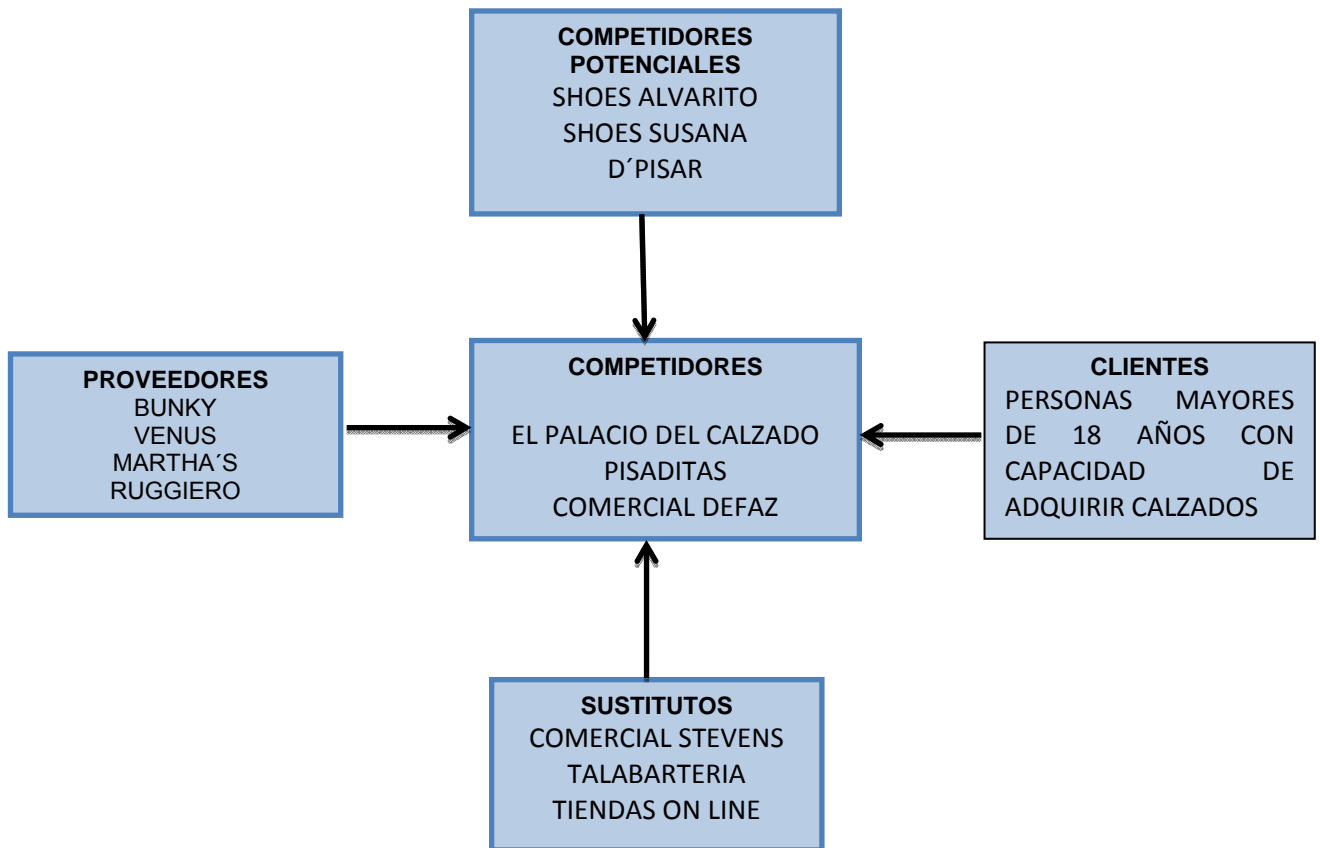 COMPETIDORES
POTENCIALES
SHOES ALVARITO
SHOES SUSANA
D´PISAR
PROVEEDORES
BUNKY
VENUS
MARTHA´S
RUGGIERO
COMPETIDORES
EL PALACIO DEL CALZADO
PISADITAS
COMERCIAL DEFAZ
CLIENTES
PERSONAS MAYORES
DE 18 AÑOS CON
CAPACIDAD DE
ADQUIRIR CALZADOS
SUSTITUTOS
COMERCIAL STEVENS
TALABARTERIA
TIENDAS ON LINE